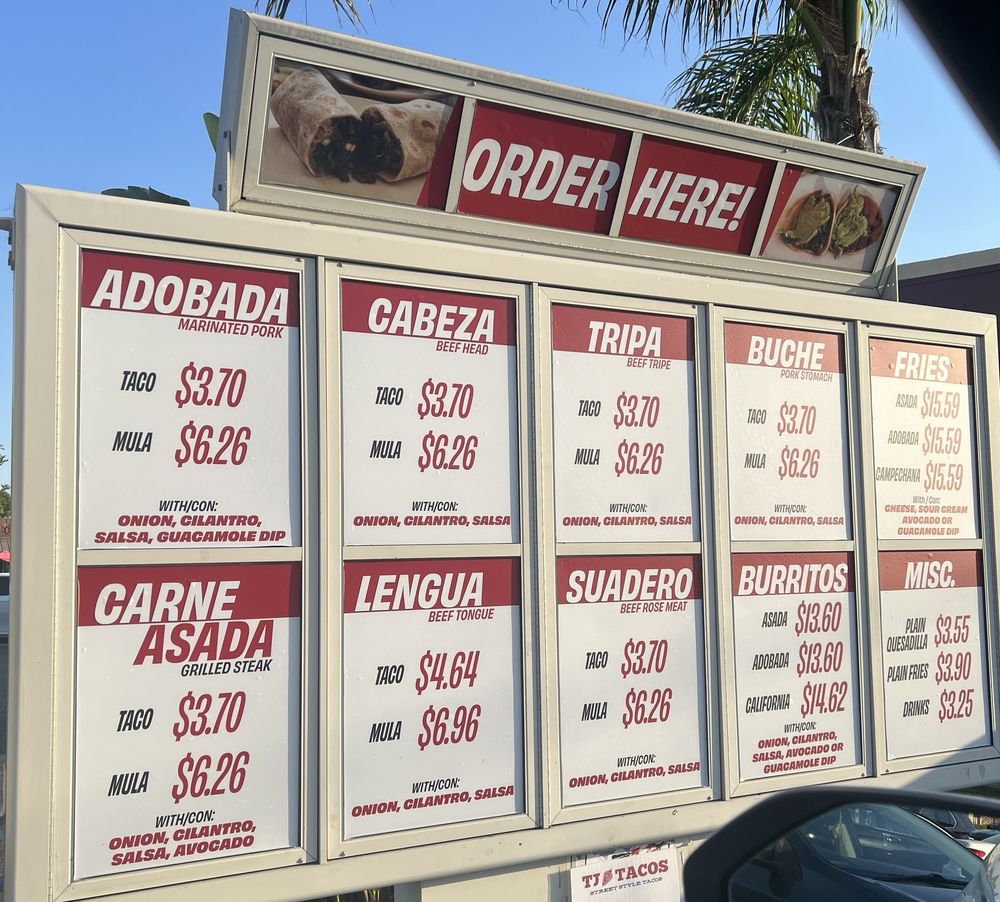 ORDER HERE!
ADOBADA
MARINATED PORK
TACO $3.70
MULA $6.26
WITH/CON:
ONION, CILANTRO,
SALSA, GUACAMOLE DIP
CABEZA
BEEF HEAD
TACO $3.70
MULA $6.26
WITH/CON:
ONION, CILANTRO, SALSA
TRIPA
BEEF TRIPE
TACO $3.70
MULA $6.26
WITH/CON:
ONION, CILANTRO, SALSA
BUCHE
PORK STOMACH
TACO $3.70
MULA $6.26
WITH/CON:
ONION, CILANTRO, SALSA
FRIES
ASADA $15.59
ADOBADA $15.59
CAMPECHANA $15.59
With / Con:
CHEESE, SOUR CREAM
AVOCADO OR
GUACAMOLE DIP
CARNE
ASADA
GRILLED STEAK
TACO $3.70
MULA $6.26
WITH/CON:
ONION, CILANTRO,
SALSA, AVOCADO
LENGUA
BEEF TONGUE
TACO $4.64
MULA $6.96
WITH/CON:
ONION, CILANTRO, SALSA
SUADERO
BEEF ROSE MEAT
TACO $3.70
MULA $6.26
WITH/CON:
ONION, CILANTRO, SALSA
BURRITOS
ASADA $13.60
ADOBADA $13.60
CALIFORNIA $14.62
WITH/CON:
ONION, CILANTRO,
SALSA, AVOCADO OR
GUACAMOLE DIP
MISC.
PLAIN
QUESADILLA $3.55
PLAIN FRIES $3.90
DRINKS $3.25
TJ TACOS
STREET STYLE TACOS